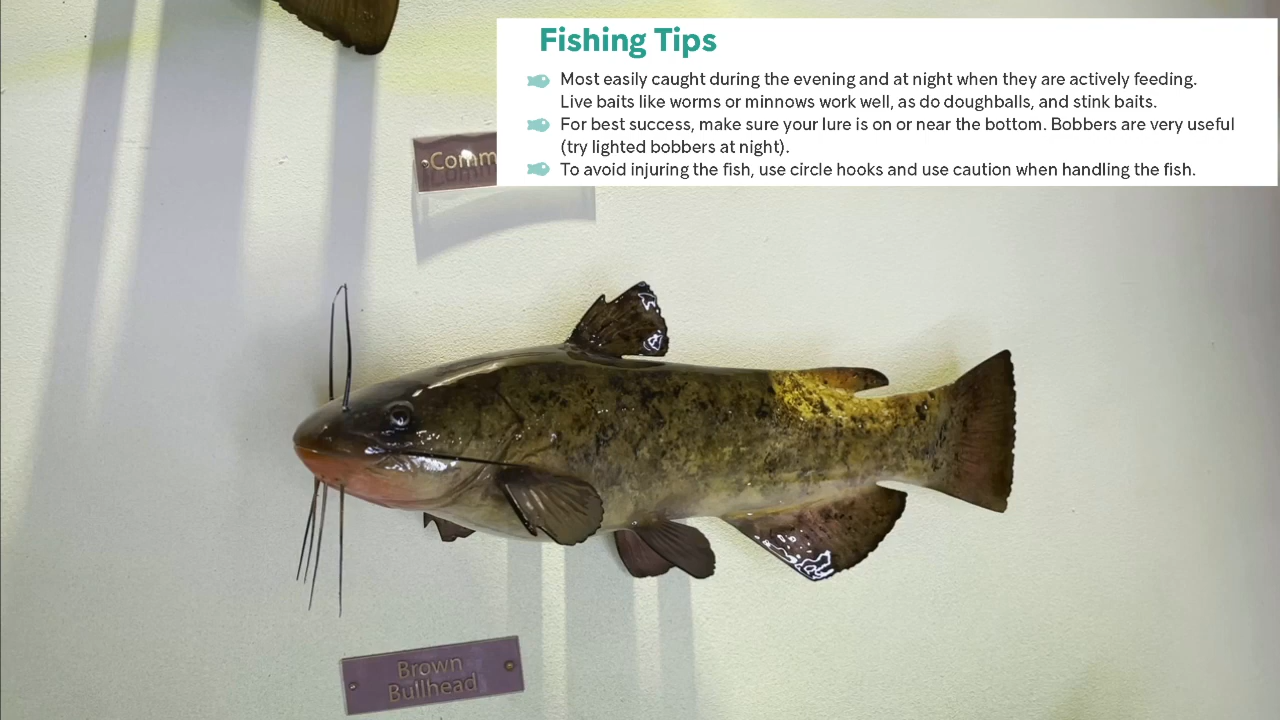 Fishing Tips
Most easily caught during the evening and at night when they are actively feeding.
Live baits like worms or minnows work well, as do doughballs, and stink baits.
For best success, make sure your lure is on or near the bottom. Bobbers are very useful
(try lighted bobbers at night).
To avoid injuring the fish, use circle hooks and use caution when handling the fish.
Comm
Brown
Bullhead